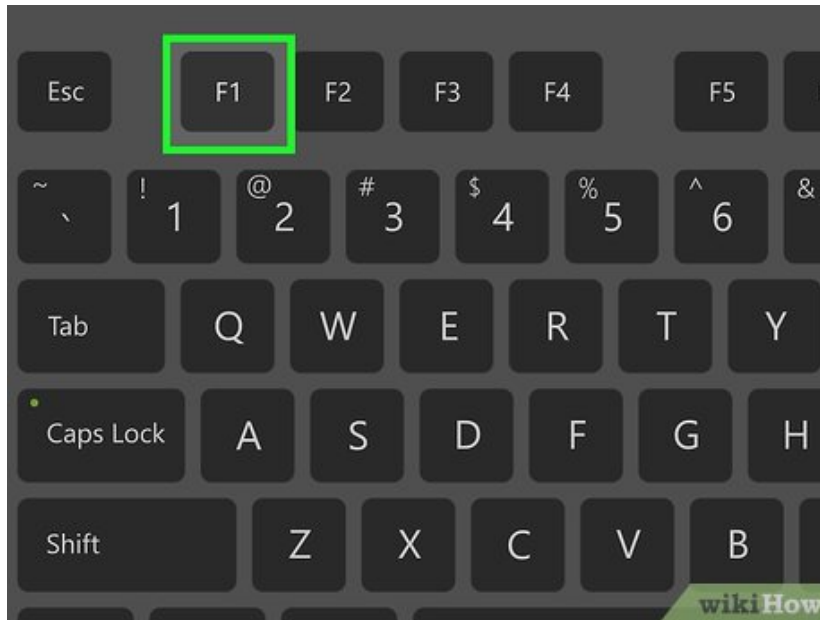 Esc F1 F2 F3 F4 F5
~ ! @ # $ % ^ &
` 1 2 3 4 5 6
Tab Q W E R T Y
Caps Lock A S D F G H
Shift Z X C V B
wikiHow